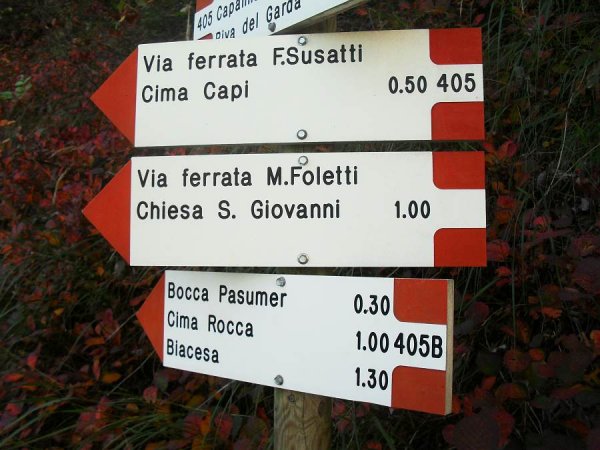 405 Capanna
Riva del Garda
Via ferrata F.Susatti
Cima Capi 0.50 405
Via ferrata M.Foletti
Chiesa S. Giovanni 1.00
Bocca Pasumer 0.30
Cima Rocca 1.00 405B
Biacesa 1.30